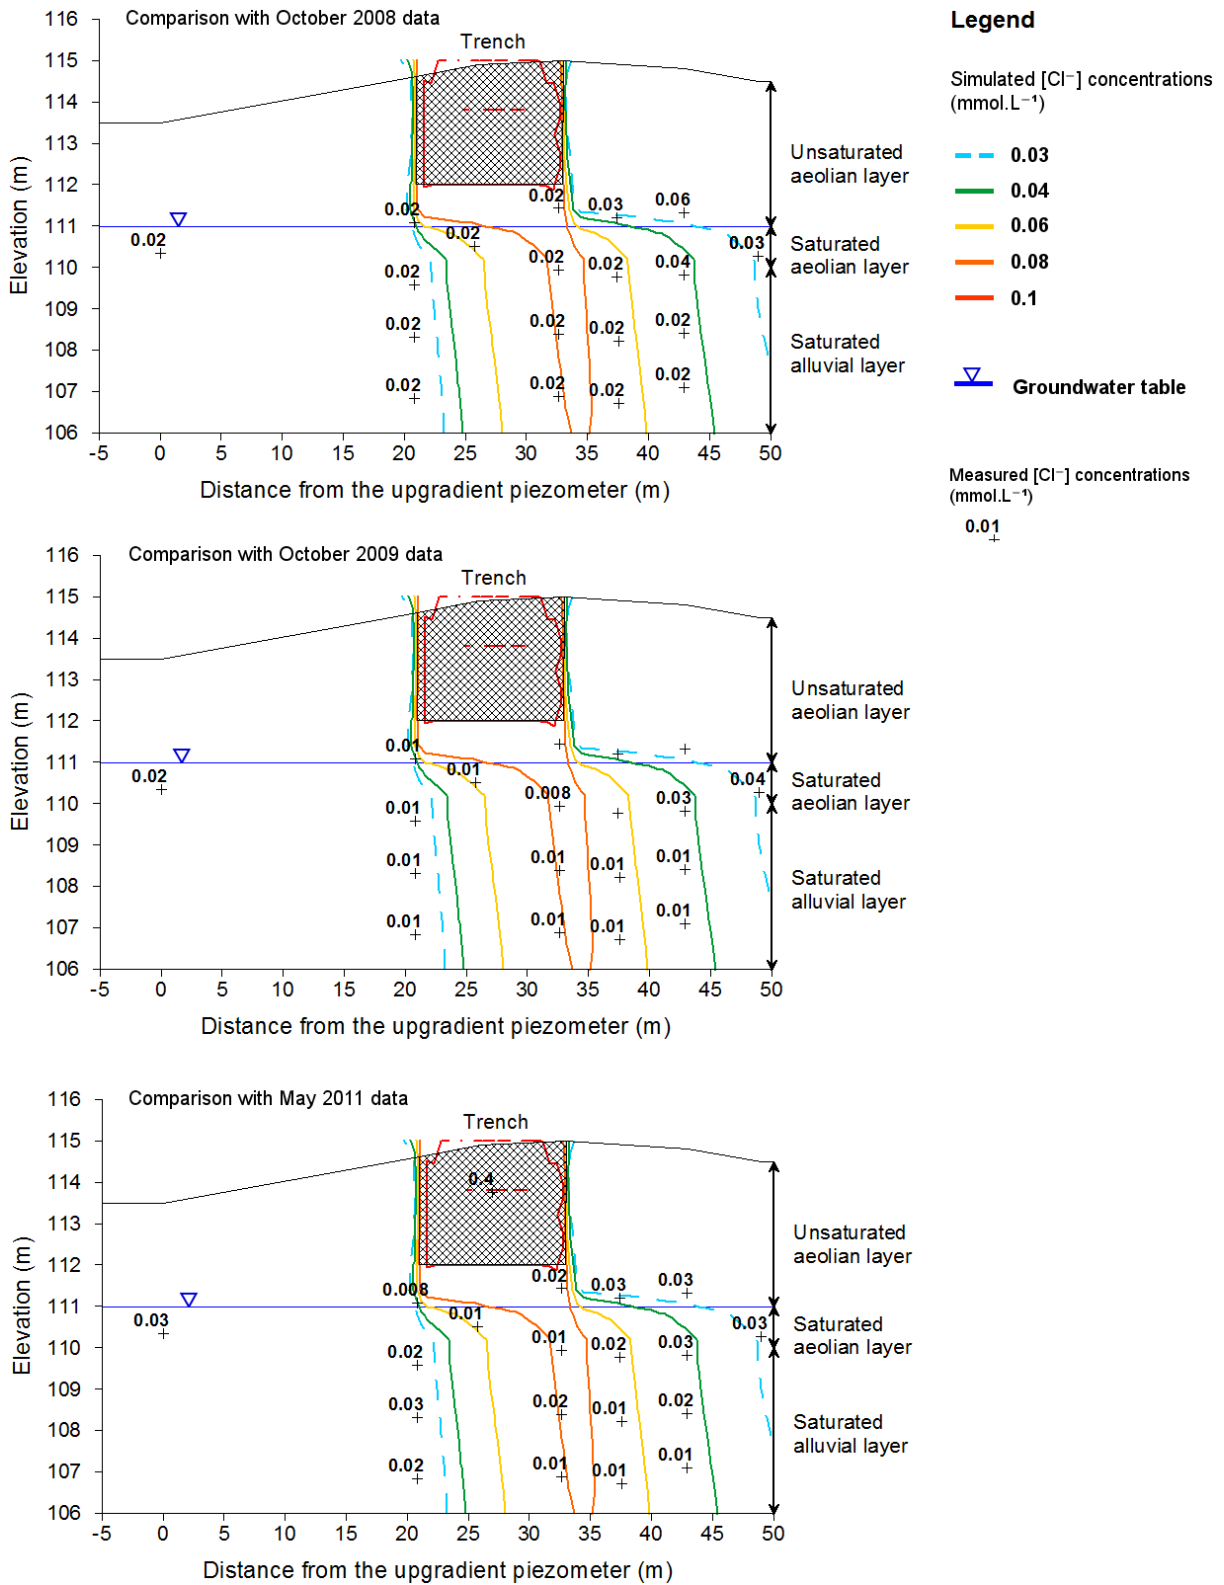 Comparison with October 2008 data
Trench
116
115
114
113
112
111
110
109
108
107
106
Elevation (m)
0.02
0.02
0.02
0.02
0.02
0.02
0.02
0.02
0.02
0.02
0.03
0.02
0.02
0.02
0.06
0.04
0.02
0.02
0.03
Unsaturated
aeolian layer
Saturated
aeolian layer
Saturated
alluvial layer
-5 0 5 10 15 20 25 30 35 40 45 50
Distance from the upgradient piezometer (m)
Legend
Simulated [Cl⁻] concentrations
(mmol.L⁻¹)
0.03
0.04
0.06
0.08
0.1
Groundwater table
Measured [Cl⁻] concentrations
(mmol.L⁻¹)
0.01
Comparison with October 2009 data
Trench
116
115
114
113
112
111
110
109
108
107
106
Elevation (m)
0.02
0.01
0.01
0.01
0.01
0.01
0.008
0.01
0.01
0.01
0.01
0.03
0.01
0.01
0.04
Unsaturated
aeolian layer
Saturated
aeolian layer
Saturated
alluvial layer
-5 0 5 10 15 20 25 30 35 40 45 50
Distance from the upgradient piezometer (m)
Comparison with May 2011 data
Trench
116
115
114
113
112
111
110
109
108
107
106
Elevation (m)
0.4
0.03
0.008
0.02
0.03
0.02
0.01
0.02
0.01
0.02
0.01
0.03
0.02
0.01
0.01
0.03
0.03
0.02
0.01
0.03
Unsaturated
aeolian layer
Saturated
aeolian layer
Saturated
alluvial layer
-5 0 5 10 15 20 25 30 35 40 45 50
Distance from the upgradient piezometer (m)